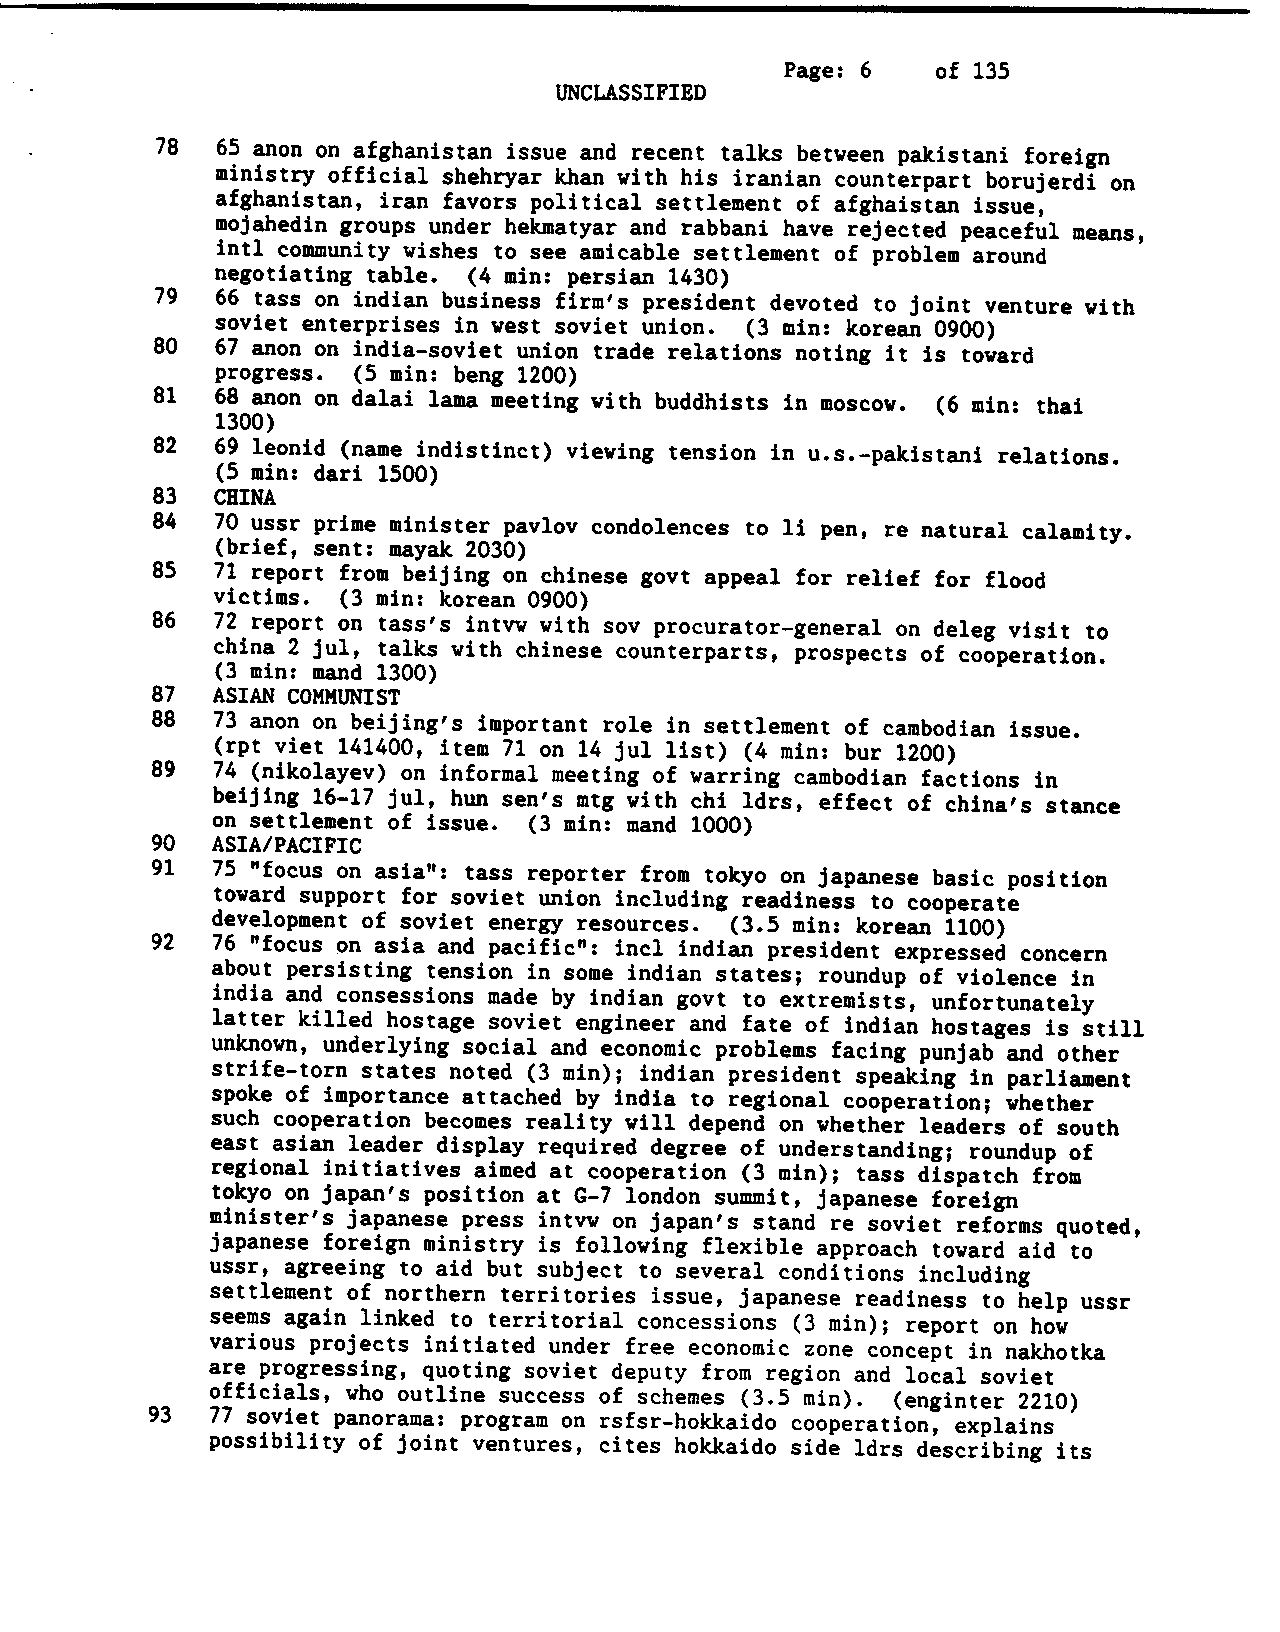 Page: 6 of 135
UNCLASSIFIED
78 65 anon on afghanistan issue and recent talks between pakistani foreign
ministry official shehryar khan with his iranian counterpart borujerdi on
afghanistan, iran favors political settlement of afghaistan issue,
mojahedin groups under hekmatyar and rabbani have rejected peaceful means,
intl community wishes to see amicable settlement of problem around
negotiating table. (4 min: persian 1430)
79 66 tass on indian business firm's president devoted to joint venture with
soviet enterprises in west soviet union. (3 min: korean 0900)
80 67 anon on india-soviet union trade relations noting it is toward
progress. (5 min: beng 1200)
81 68 anon on dalai lama meeting with buddhists in moscow. (6 min: thai
1300)
82 69 leonid (name indistinct) viewing tension in u.s.-pakistani relations.
(5 min: dari 1500)
83 CHINA
84 70 ussr prime minister pavlov condolences to li pen, re natural calamity.
(brief, sent: mayak 2030)
85 71 report from beijing on chinese govt appeal for relief for flood
victims. (3 min: korean 0900)
86 72 report on tass's intvw with sov procurator-general on deleg visit to
china 2 jul, talks with chinese counterparts, prospects of cooperation.
(3 min: mand 1300)
87 ASIAN COMMUNIST
88 73 anon on beijing's important role in settlement of cambodian issue.
(rpt viet 141400, item 71 on 14 jul list) (4 min: bur 1200)
89 74 (nikolayev) on informal meeting of warring cambodian factions in
beijing 16-17 jul, hun sen's mtg with chi ldrs, effect of china's stance
on settlement of issue. (3 min: mand 1000)
90 ASIA/PACIFIC
91 75 "focus on asia": tass reporter from tokyo on japanese basic position
toward support for soviet union including readiness to cooperate
development of soviet energy resources. (3.5 min: korean 1100)
92 76 "focus on asia and pacific": incl indian president expressed concern
about persisting tension in some indian states; roundup of violence in
india and consessions made by indian govt to extremists, unfortunately
latter killed hostage soviet engineer and fate of indian hostages is still
unknown, underlying social and economic problems facing punjab and other
strife-torn states noted (3 min); indian president speaking in parliament
spoke of importance attached by india to regional cooperation; whether
such cooperation becomes reality will depend on whether leaders of south
east asian leader display required degree of understanding; roundup of
regional initiatives aimed at cooperation (3 min); tass dispatch from
tokyo on japan's position at G-7 london summit, japanese foreign
minister's japanese press intvw on japan's stand re soviet reforms quoted,
japanese foreign ministry is following flexible approach toward aid to
ussr, agreeing to aid but subject to several conditions including
settlement of northern territories issue, japanese readiness to help ussr
seems again linked to territorial concessions (3 min); report on how
various projects initiated under free economic zone concept in nakhotka
are progressing, quoting soviet deputy from region and local soviet
officials, who outline success of schemes (3.5 min). (enginter 2210)
93 77 soviet panorama: program on rsfsr-hokkaido cooperation, explains
possibility of joint ventures, cites hokkaido side ldrs describing its